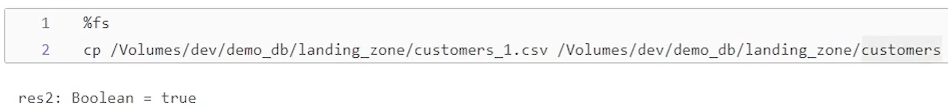 1 %fs
2 cp /Volumes/dev/demo_db/landing_zone/customers_1.csv /Volumes/dev/demo_db/landing_zone/customers
res2: Boolean = true